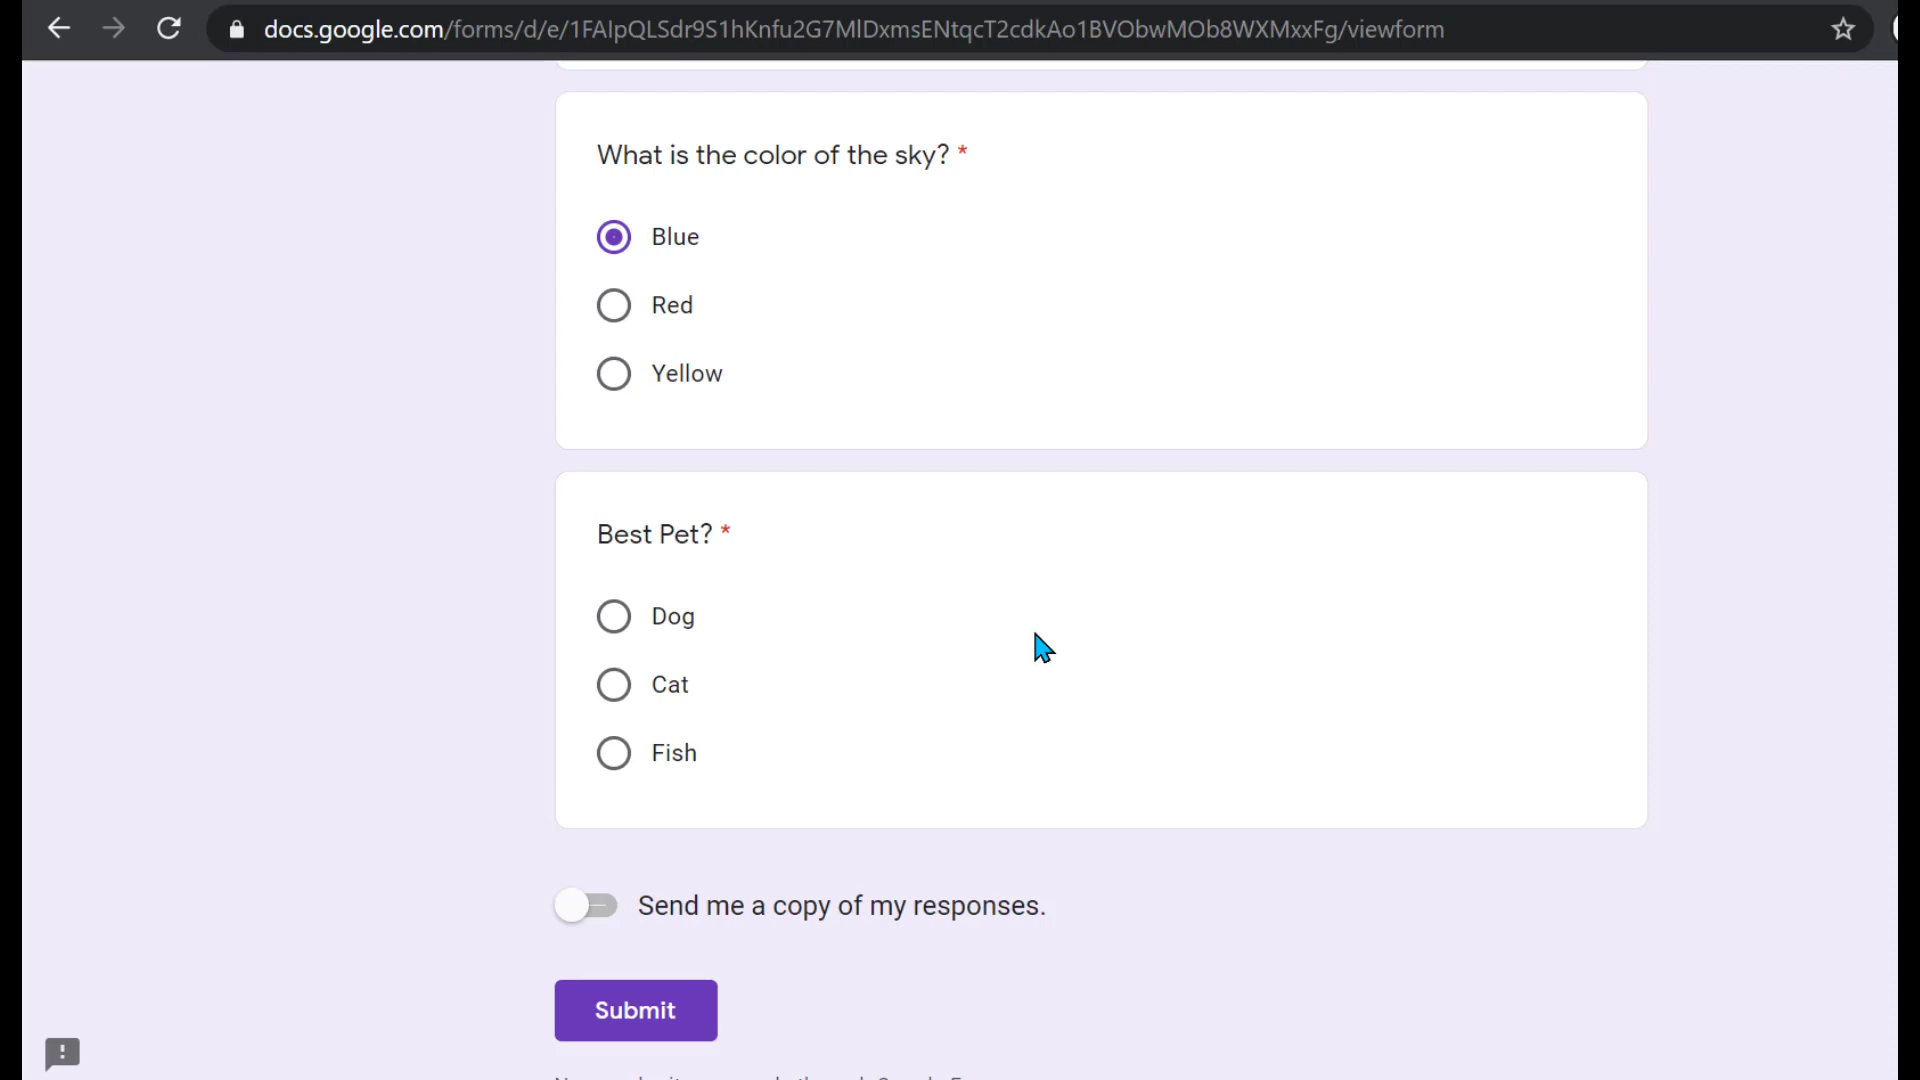 docs.google.com/forms/d/e/1FAIpQLSdr9S1hKnfu2G7MlDxmsENtqcT2cdkAo1BVObwMOb8WXMxxFg/viewform
What is the color of the sky? *
Blue
Red
Yellow
Best Pet? *
Dog
Cat
Fish
Send me a copy of my responses.
Submit